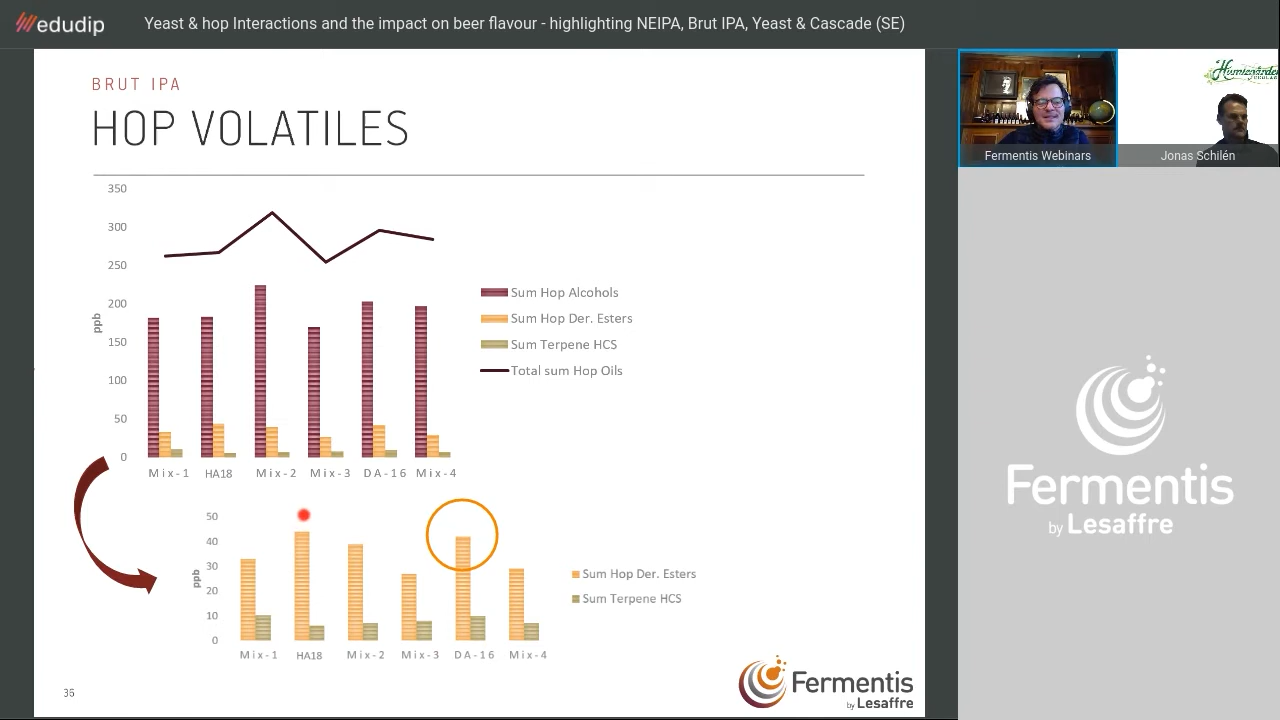 edudip
Yeast & hop Interactions and the impact on beer flavour - highlighting NEIPA, Brut IPA, Yeast & Cascade (SE)
BRUT IPA
HOP VOLATILES
350
300
250
200
150
100
50
0
ppb
Mix-1 HA18 Mix-2 Mix-3 DA-16 Mix-4
Sum Hop Alcohols
Sum Hop Der. Esters
Sum Terpene HCS
Total sum Hop Oils
50
40
30
20
10
0
ppb
Mix-1 HA18 Mix-2 Mix-3 DA-16 Mix-4
Sum Hop Der. Esters
Sum Terpene HCS
36
Fermentis
by Lesaffre
Fermentis Webinars
Jonas Schilén
Fermentis
by Lesaffre